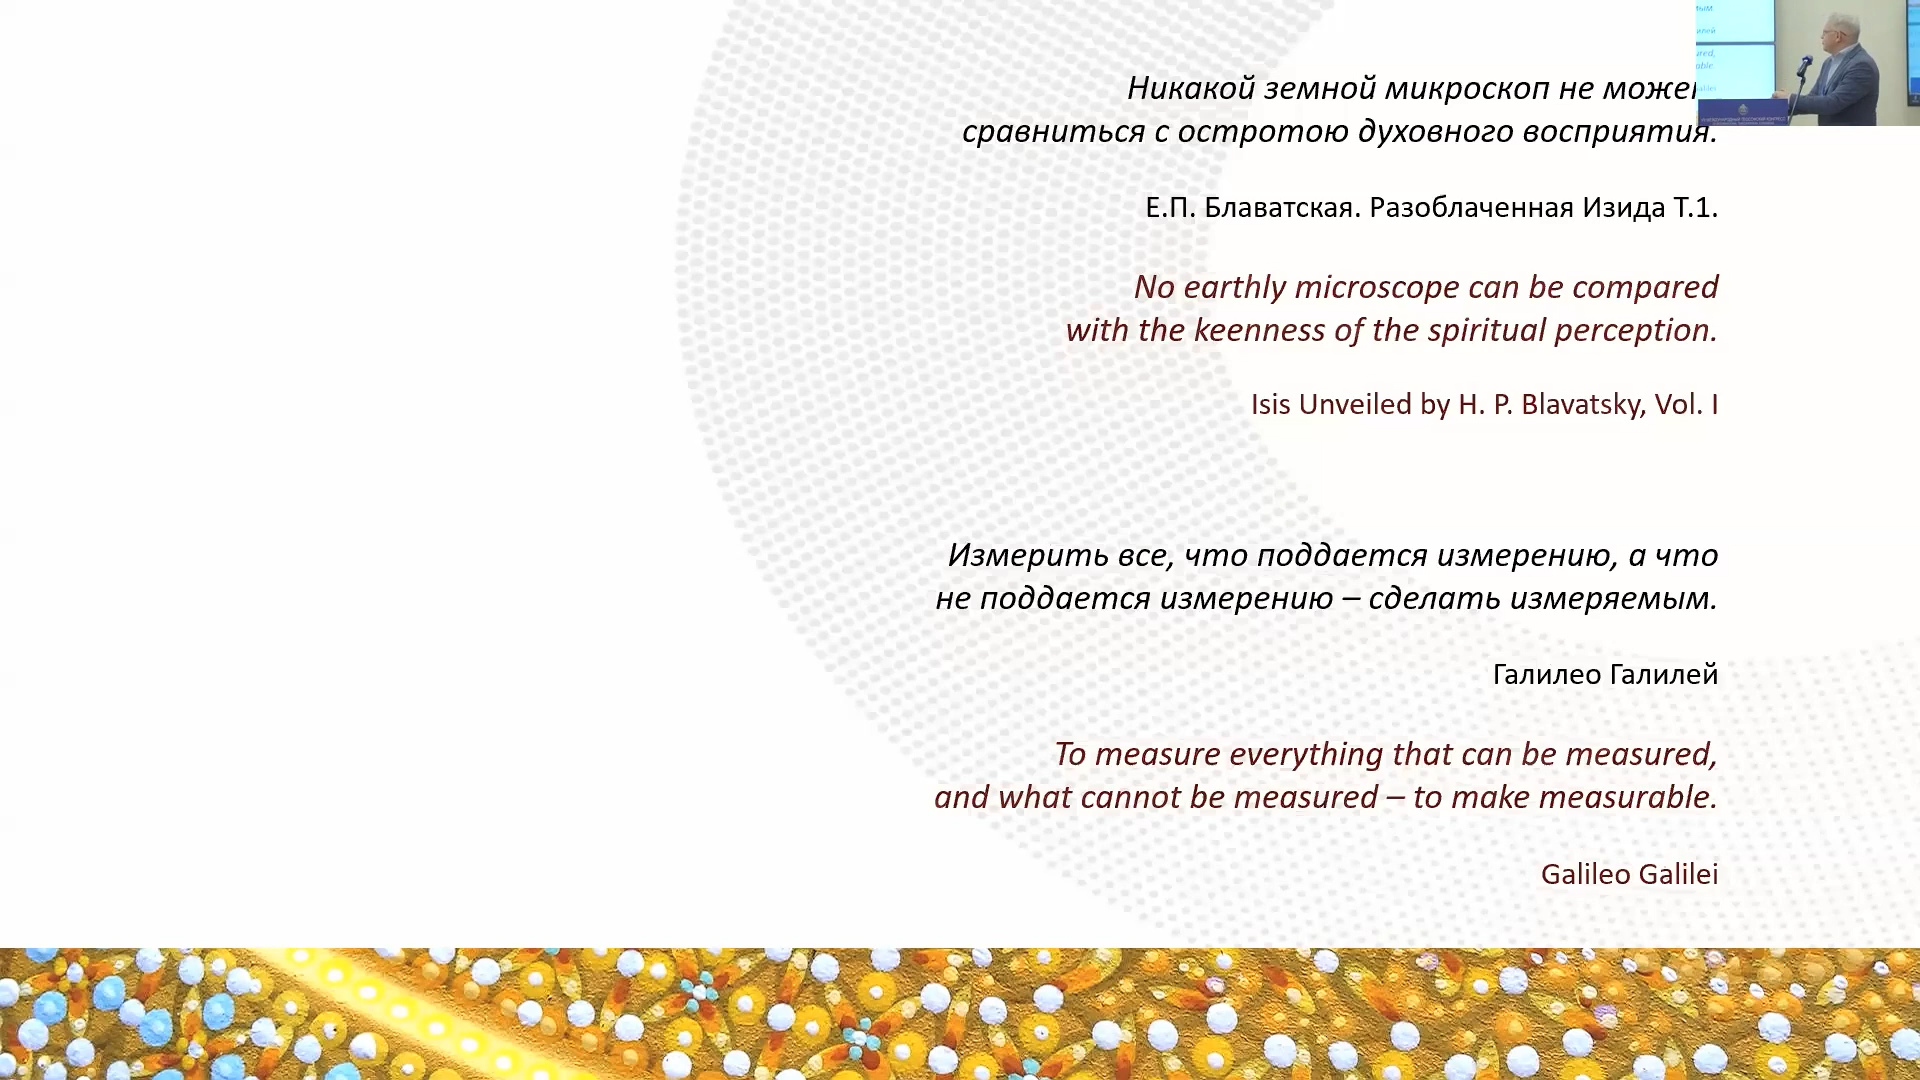 Никакой земной микроскоп не может
сравниться с остротою духовного восприятия.
Е.П. Блаватская. Разоблаченная Изида Т.1.
No earthly microscope can be compared
with the keenness of the spiritual perception.
Isis Unveiled by H. P. Blavatsky, Vol. I
Измерить все, что поддается измерению, а что
не поддается измерению – сделать измеряемым.
Галилео Галилей
To measure everything that can be measured,
and what cannot be measured – to make measurable.
Galileo Galilei